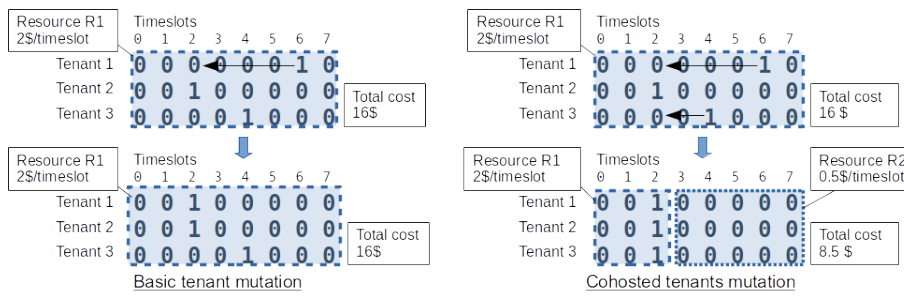 Resource R1
2$/timeslot
Timeslots
0 1 2 3 4 5 6 7
Tenant 1 0 0 0 0 0 0 1 0
Tenant 2 0 0 1 0 0 0 0 0
Tenant 3 0 0 0 0 1 0 0 0
Total cost
16$
Resource R1
2$/timeslot
Timeslots
0 1 2 3 4 5 6 7
Tenant 1 0 0 1 0 0 0 0 0
Tenant 2 0 0 1 0 0 0 0 0
Tenant 3 0 0 0 0 1 0 0 0
Total cost
16$
Basic tenant mutation
Resource R1
2$/timeslot
Timeslots
0 1 2 3 4 5 6 7
Tenant 1 0 0 0 0 0 0 1 0
Tenant 2 0 0 1 0 0 0 0 0
Tenant 3 0 0 0 0 1 0 0 0
Total cost
16 $
Resource R1
2$/timeslot
Timeslots
0 1 2 3 4 5 6 7
Resource R2
0.5$/timeslot
Tenant 1 0 0 1 0 0 0 0 0
Tenant 2 0 0 1 0 0 0 0 0
Tenant 3 0 0 1 0 0 0 0 0
Total cost
8.5 $
Cohosted tenants mutation